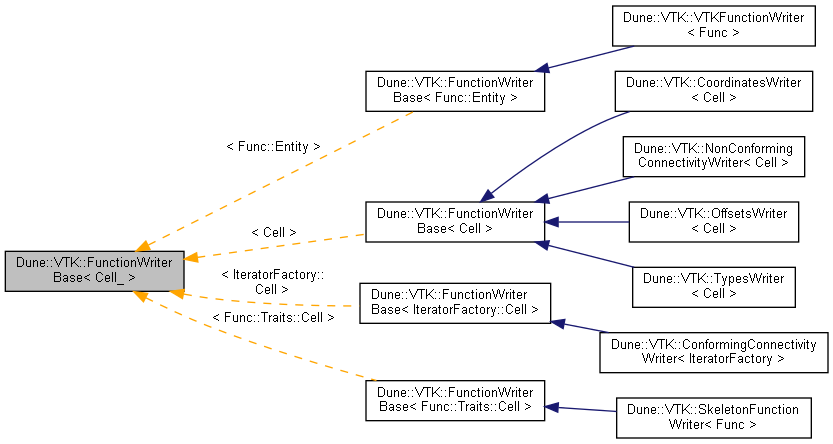 Dune::VTK::FunctionWriter
Base< Cell_ >
< Func::Entity >
< Cell >
< IteratorFactory::
Cell >
< Func::Traits::Cell >
Dune::VTK::FunctionWriter
Base< Func::Entity >
Dune::VTK::FunctionWriter
Base< Cell >
Dune::VTK::FunctionWriter
Base< IteratorFactory::Cell >
Dune::VTK::FunctionWriter
Base< Func::Traits::Cell >
Dune::VTK::VTKFunctionWriter
< Func >
Dune::VTK::CoordinatesWriter
< Cell >
Dune::VTK::NonConforming
ConnectivityWriter< Cell >
Dune::VTK::OffsetsWriter
< Cell >
Dune::VTK::TypesWriter
< Cell >
Dune::VTK::ConformingConnectivity
Writer< IteratorFactory >
Dune::VTK::SkeletonFunction
Writer< Func >